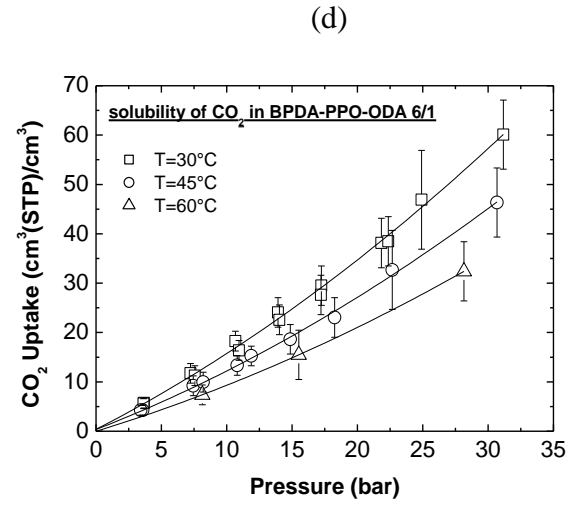 (d)
70
60
50
40
30
20
10
0
CO₂ Uptake (cm³(STP)/cm³)
solubility of CO₂ in BPDA-PPO-ODA 6/1
T=30°C
T=45°C
T=60°C
0 5 10 15 20 25 30 35
Pressure (bar)